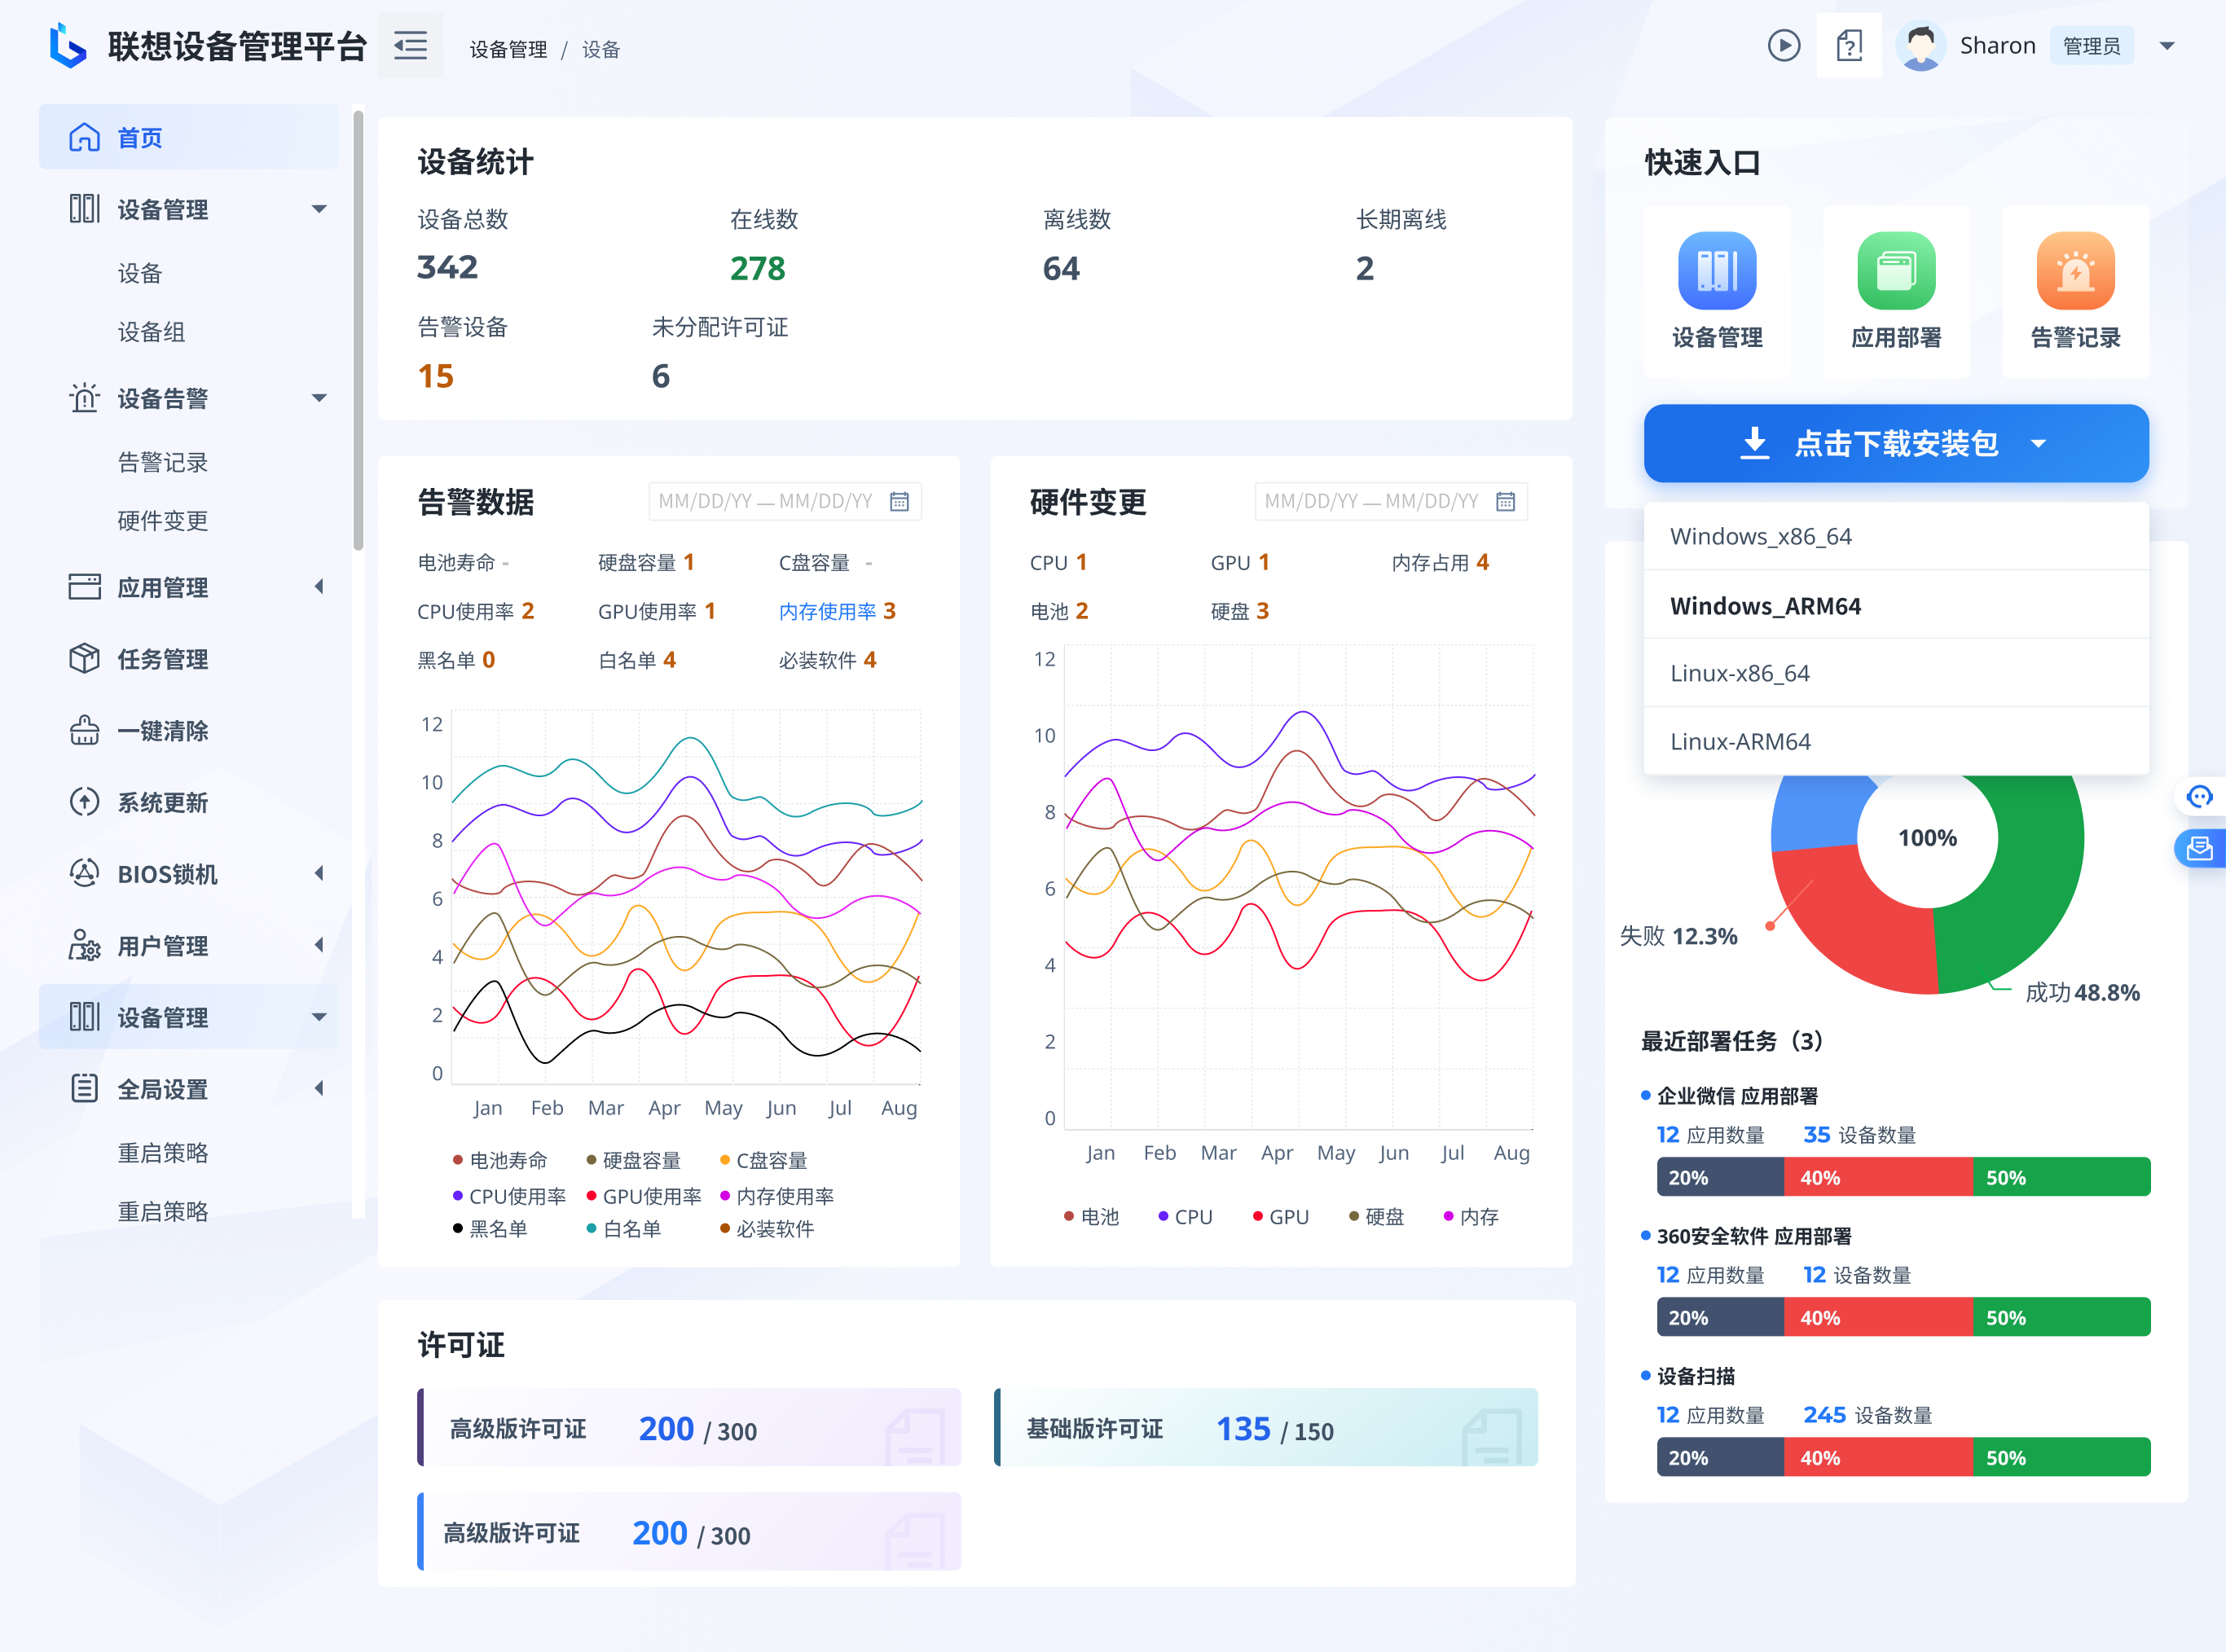 联想设备管理平台
设备管理 / 设备
Sharon 管理员
首页
设备管理
设备
设备组
设备告警
告警记录
硬件变更
应用管理
任务管理
一键清除
系统更新
BIOS锁机
用户管理
设备管理
全局设置
重启策略
重启策略
设备统计
设备总数 在线数 离线数 长期离线
342 278 64 2
告警设备 未分配许可证
15 6
告警数据 MM/DD/YY — MM/DD/YY
电池寿命 - 硬盘容量 1 C盘容量 -
CPU使用率 2 GPU使用率 1 内存使用率 3
黑名单 0 白名单 4 必装软件 4
12
10
8
6
4
2
0
Jan Feb Mar Apr May Jun Jul Aug
电池寿命 硬盘容量 C盘容量
CPU使用率 GPU使用率 内存使用率
黑名单 白名单 必装软件
硬件变更 MM/DD/YY — MM/DD/YY
CPU 1 GPU 1 内存占用 4
电池 2 硬盘 3
12
10
8
6
4
2
0
Jan Feb Mar Apr May Jun Jul Aug
电池 CPU GPU 硬盘 内存
许可证
高级版许可证 200 / 300
基础版许可证 135 / 150
高级版许可证 200 / 300
快速入口
设备管理 应用部署 告警记录
点击下载安装包
Windows_x86_64
Windows_ARM64
Linux-x86_64
Linux-ARM64
100%
失败 12.3%
成功 48.8%
最近部署任务（3）
企业微信 应用部署
12 应用数量 35 设备数量
20% 40% 50%
360安全软件 应用部署
12 应用数量 12 设备数量
20% 40% 50%
设备扫描
12 应用数量 245 设备数量
20% 40% 50%